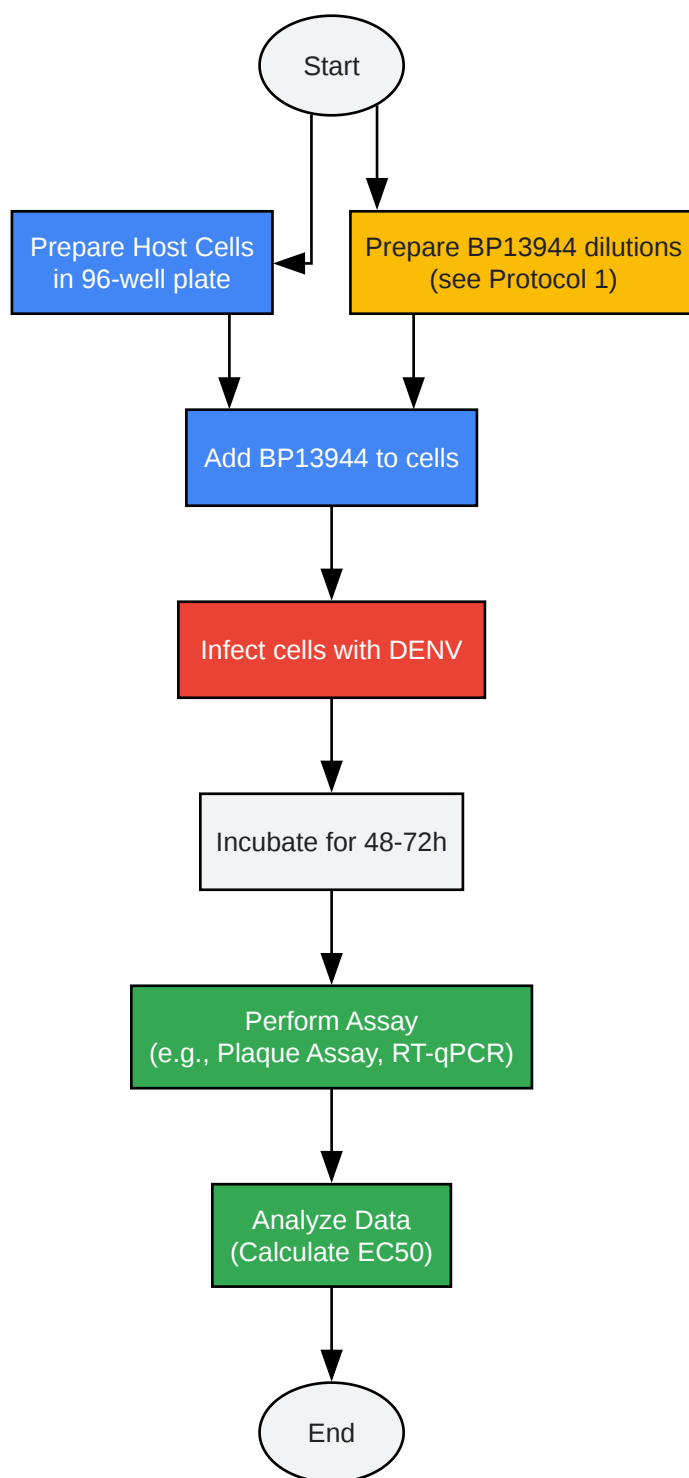 Start
Prepare Host Cells
in 96-well plate
Prepare BP13944 dilutions
(see Protocol 1)
Add BP13944 to cells
Infect cells with DENV
Incubate for 48-72h
Perform Assay
(e.g., Plaque Assay, RT-qPCR)
Analyze Data
(Calculate EC50)
End